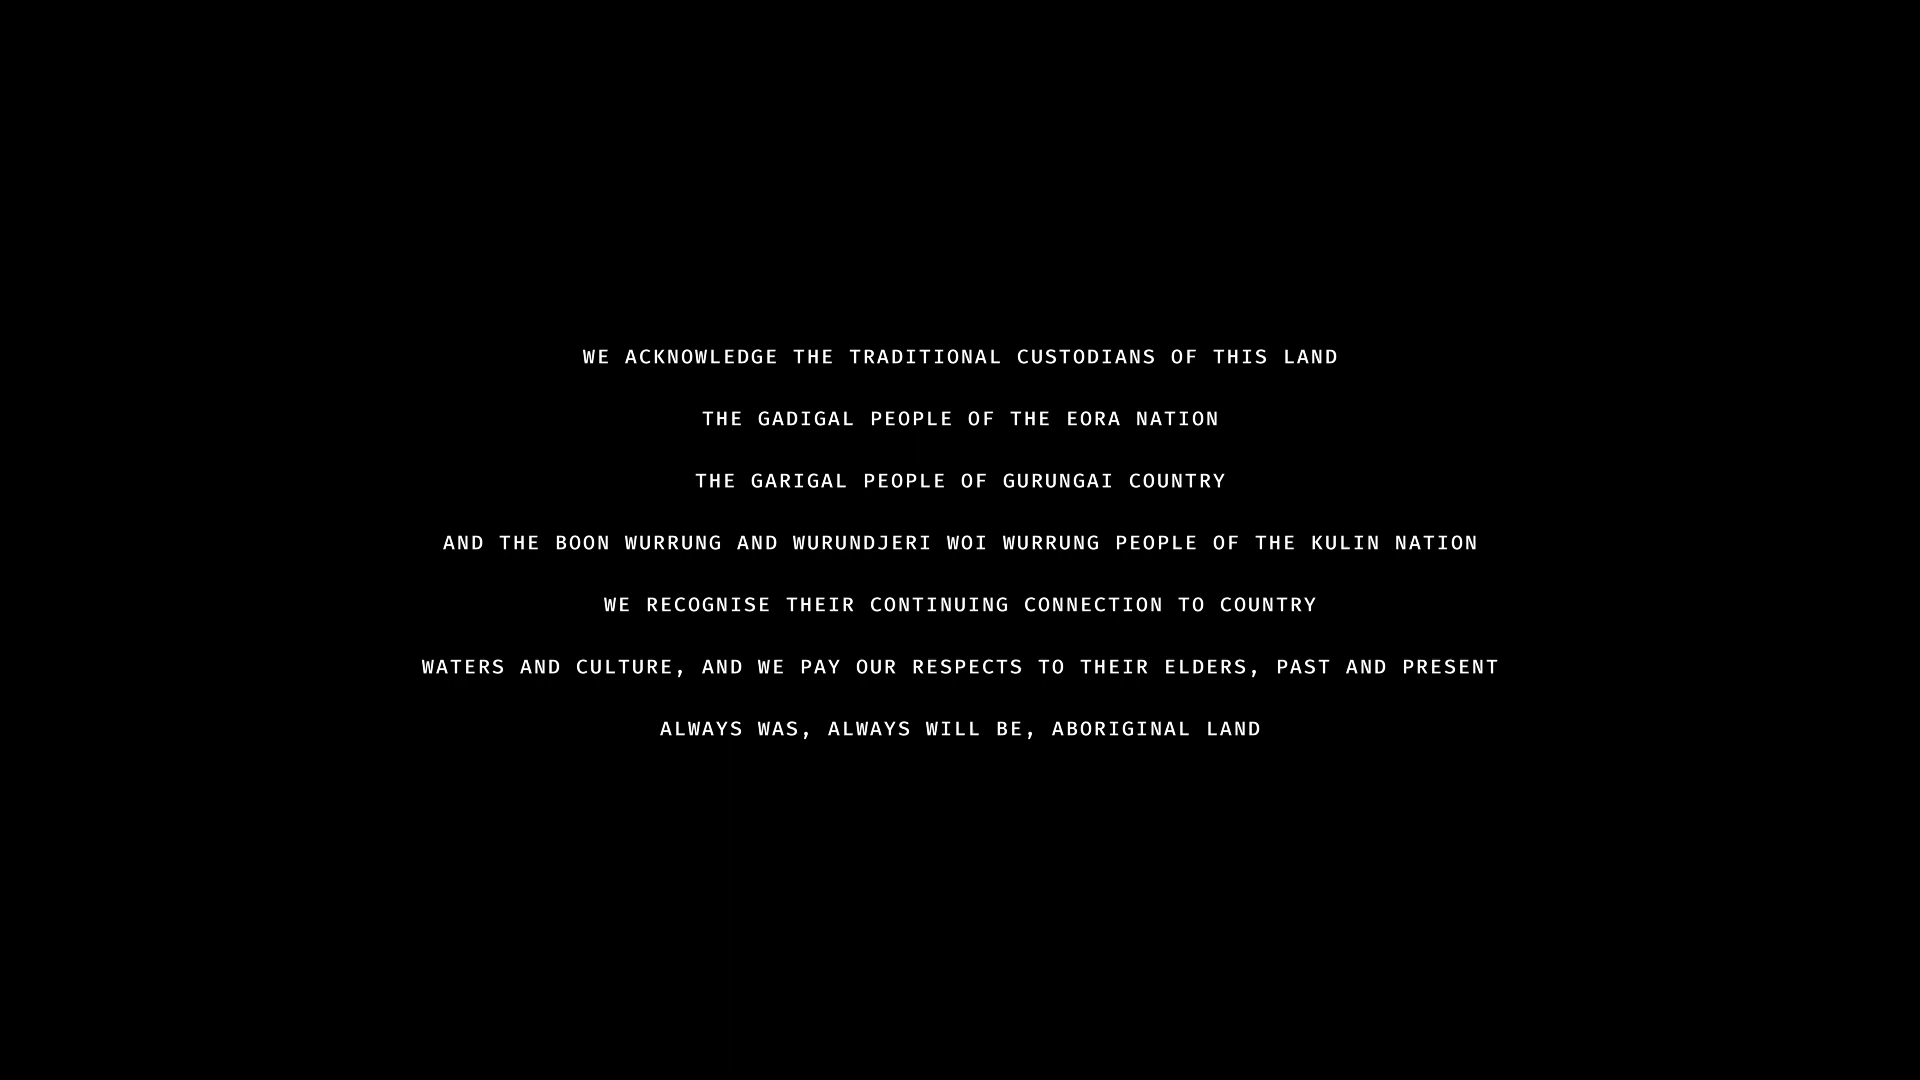 WE ACKNOWLEDGE THE TRADITIONAL CUSTODIANS OF THIS LAND
THE GADIGAL PEOPLE OF THE EORA NATION
THE GARIGAL PEOPLE OF GURUNGAI COUNTRY
AND THE BOON WURRUNG AND WURUNDJERI WOI WURRUNG PEOPLE OF THE KULIN NATION
WE RECOGNISE THEIR CONTINUING CONNECTION TO COUNTRY
WATERS AND CULTURE, AND WE PAY OUR RESPECTS TO THEIR ELDERS, PAST AND PRESENT
ALWAYS WAS, ALWAYS WILL BE, ABORIGINAL LAND